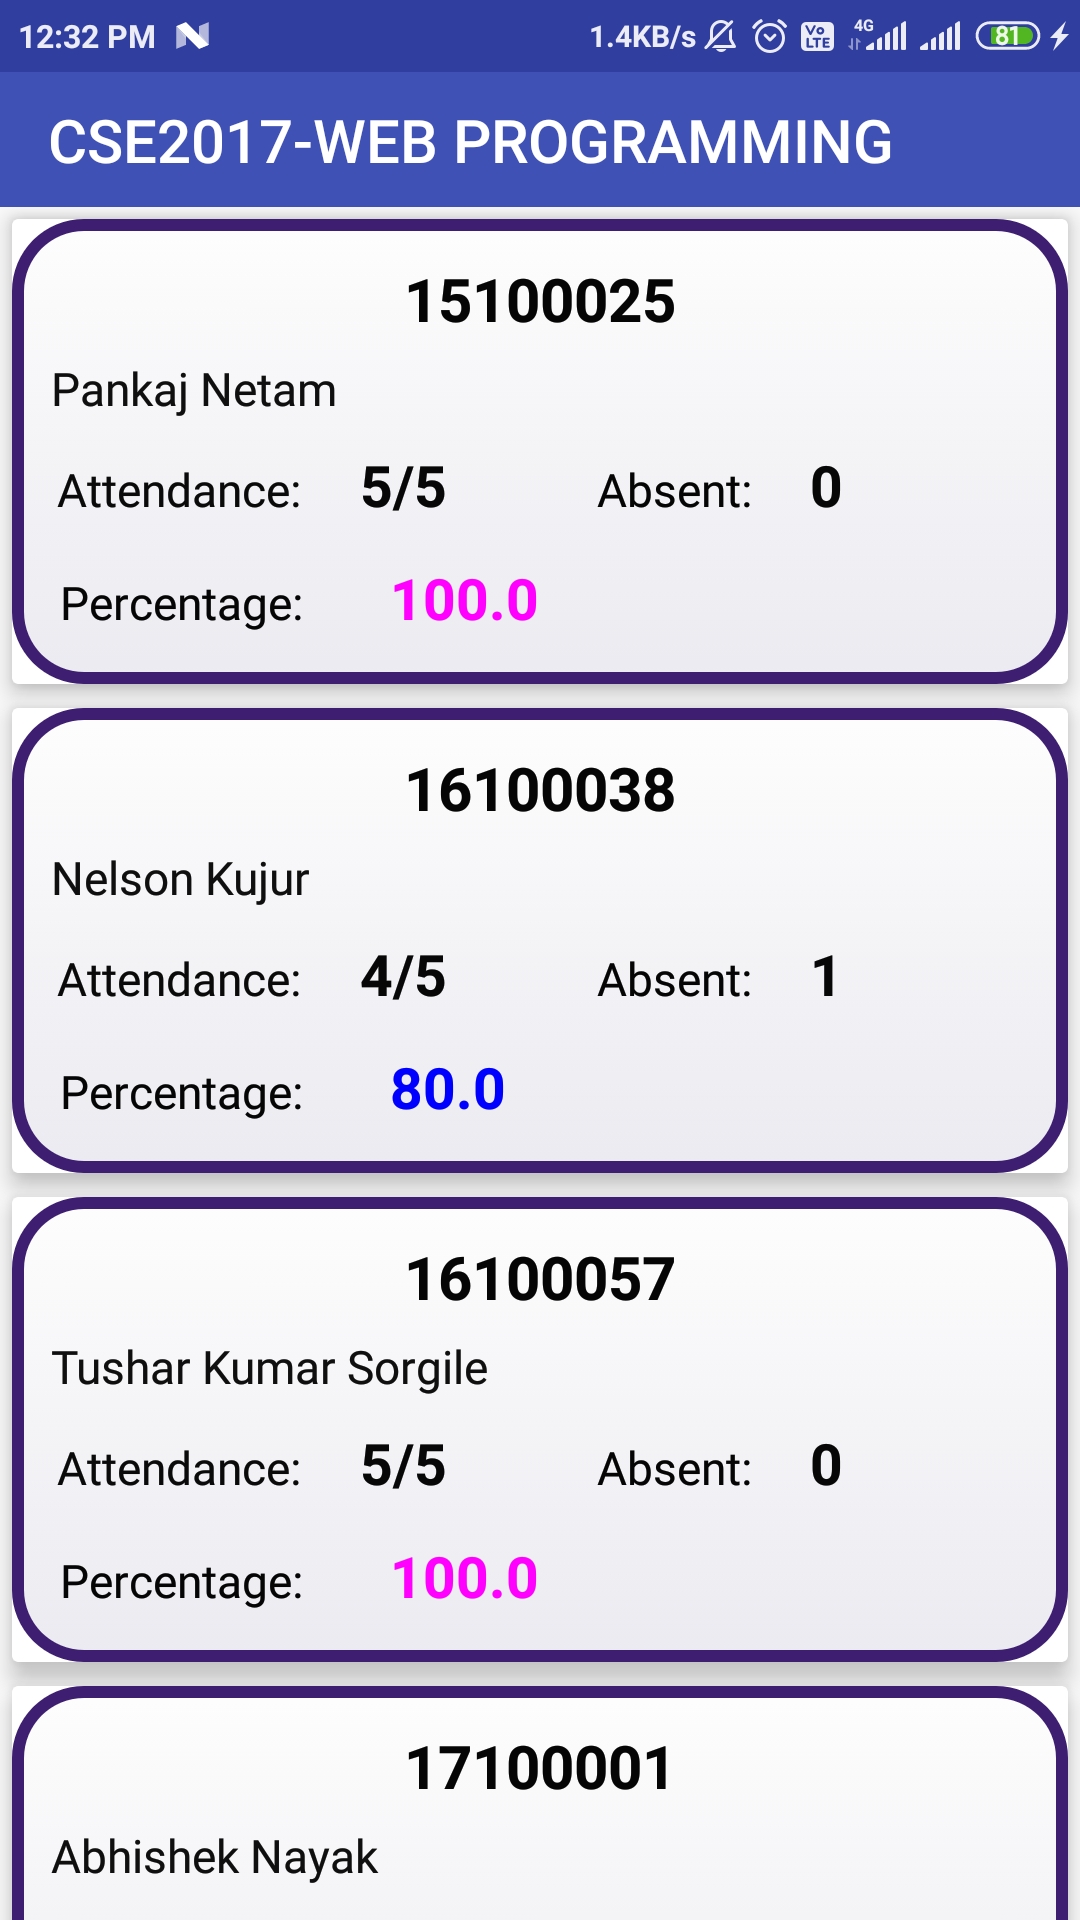 12:32 PM 1.4KB/s Vo LTE 4G 81
CSE2017-WEB PROGRAMMING
15100025
Pankaj Netam
Attendance: 5/5 Absent: 0
Percentage: 100.0
16100038
Nelson Kujur
Attendance: 4/5 Absent: 1
Percentage: 80.0
16100057
Tushar Kumar Sorgile
Attendance: 5/5 Absent: 0
Percentage: 100.0
17100001
Abhishek Nayak